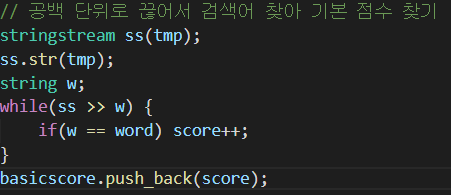 // 공백 단위로 끊어서 검색어 찾아 기본 점수 찾기
stringstream ss(tmp);
ss.str(tmp);
string w;
while(ss >> w) {
    if(w == word) score++;
}
basicscore.push_back(score);